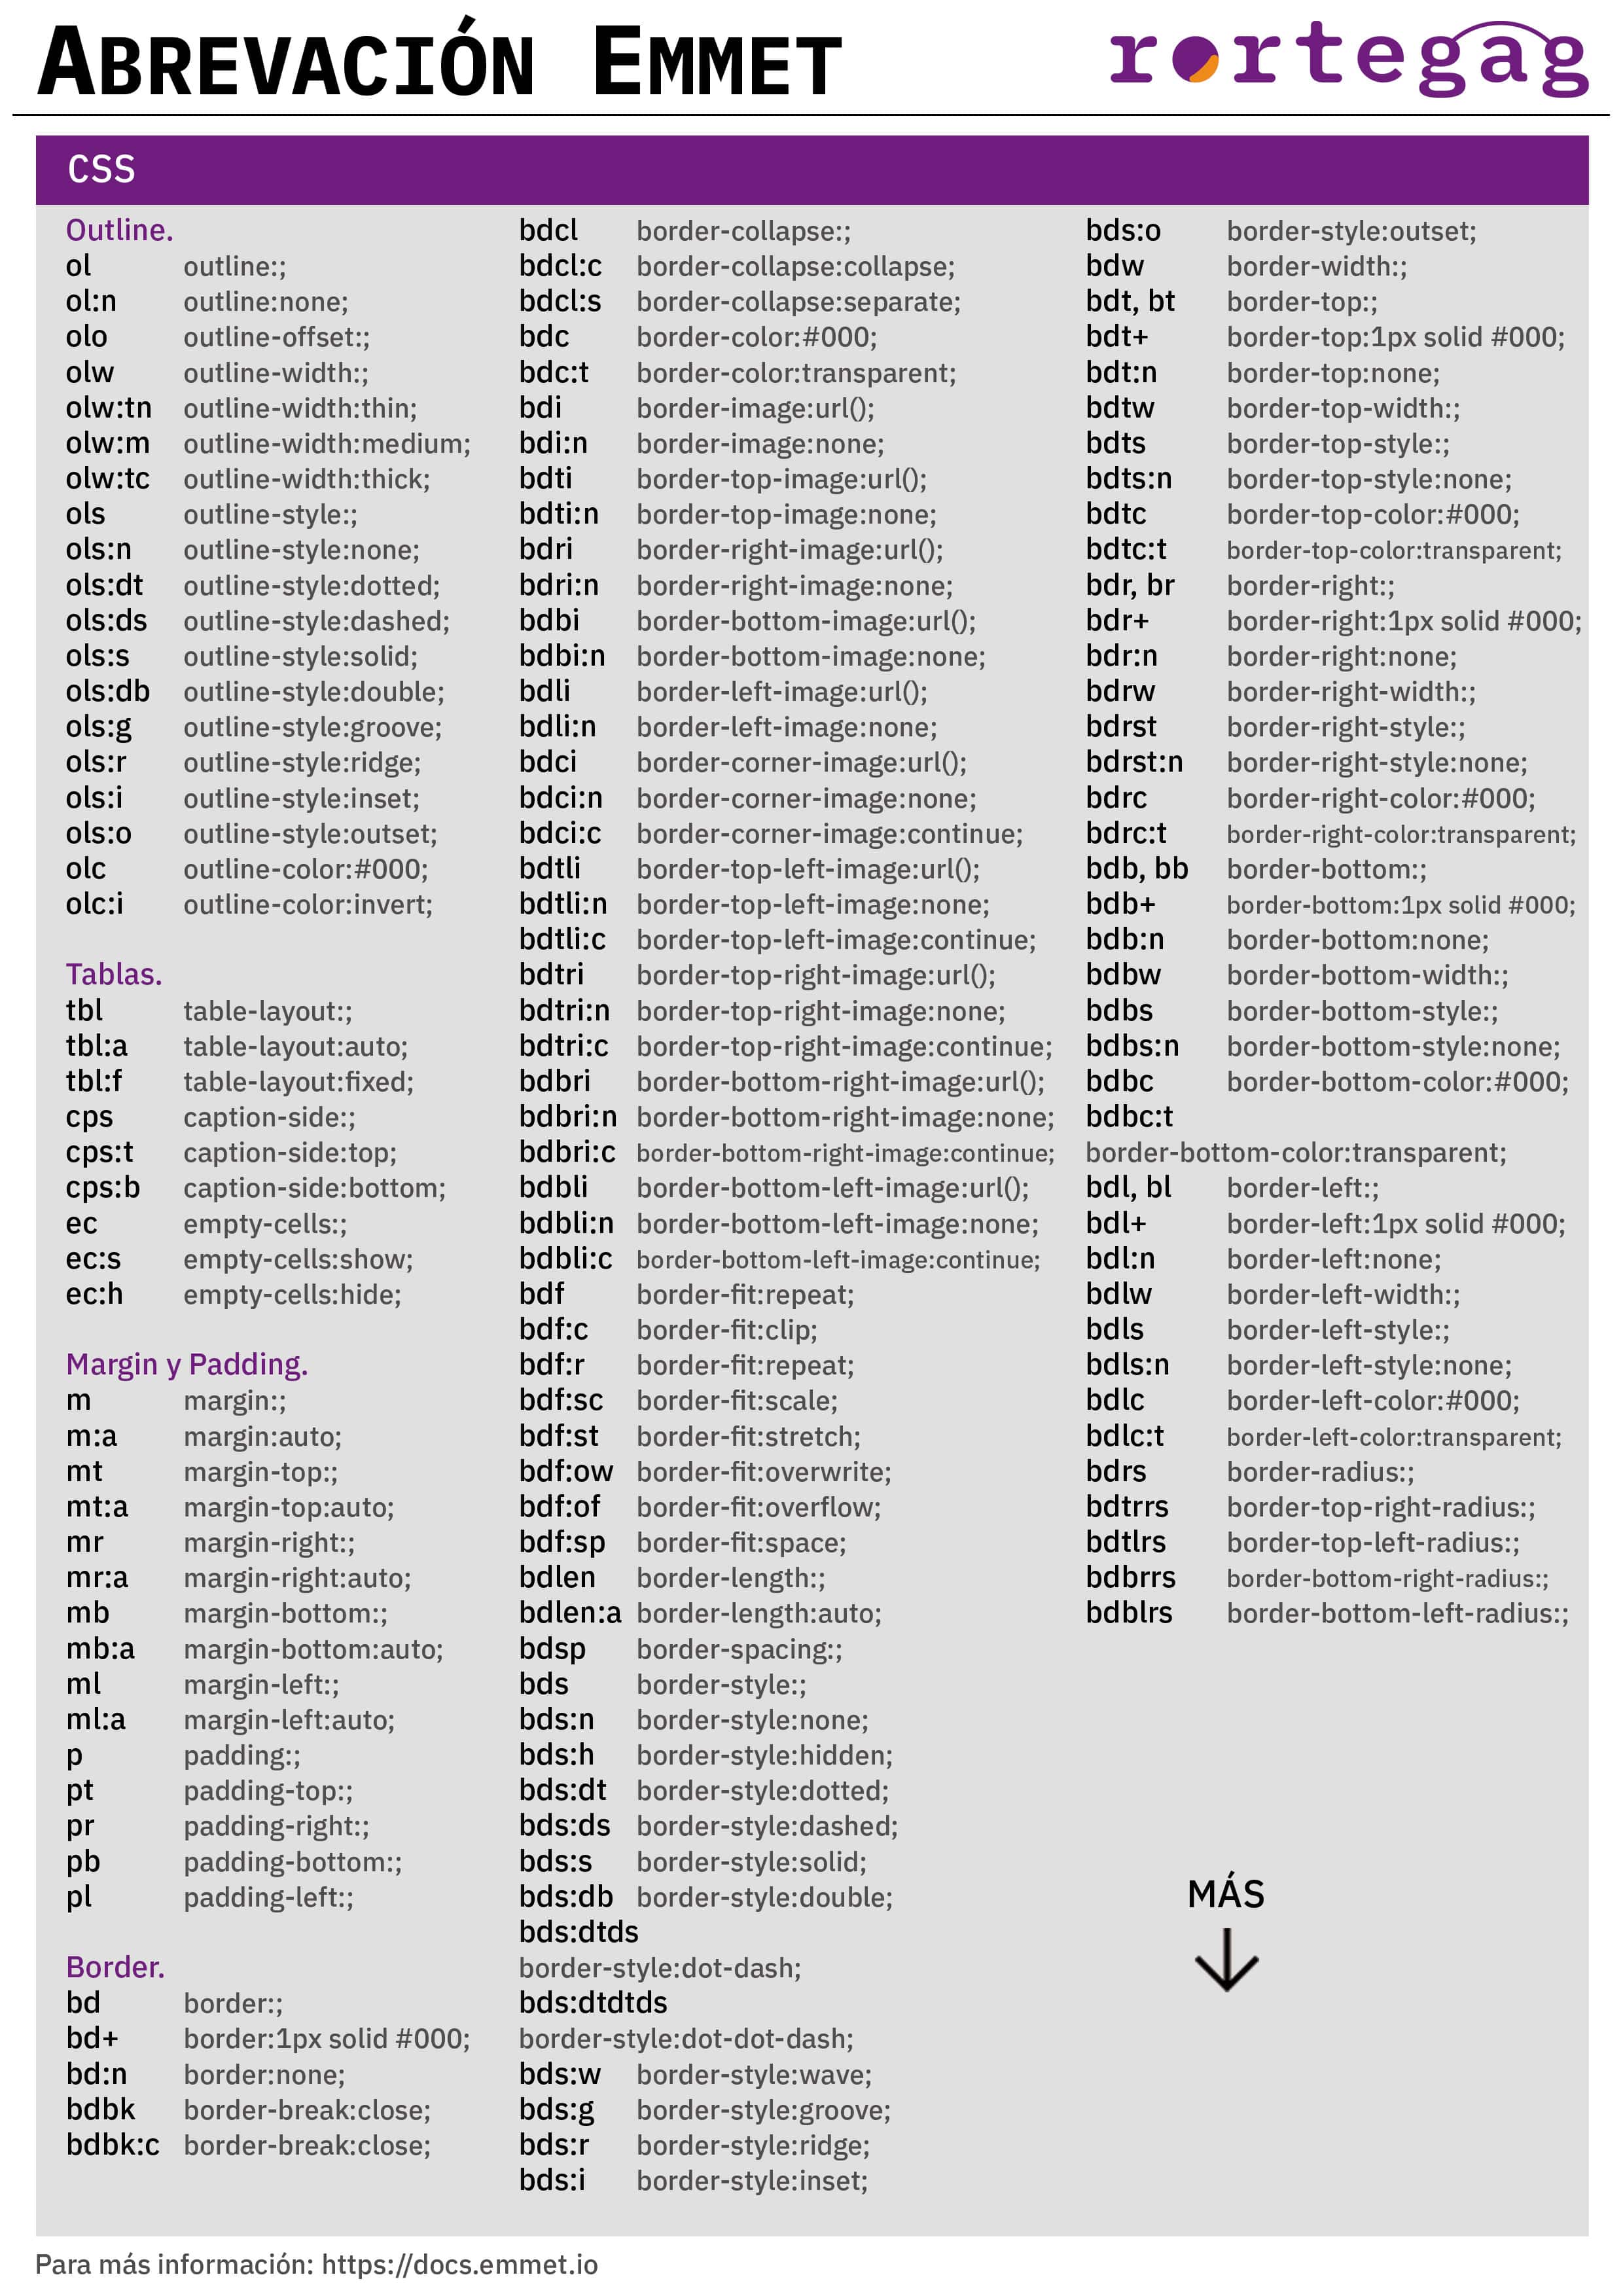 ABREVACIÓN EMMET
rortegag
CSS
Outline.
ol outline:;
ol:n outline:none;
olo outline-offset:;
olw outline-width:;
olw:tn outline-width:thin;
olw:m outline-width:medium;
olw:tc outline-width:thick;
ols outline-style:;
ols:n outline-style:none;
ols:dt outline-style:dotted;
ols:ds outline-style:dashed;
ols:s outline-style:solid;
ols:db outline-style:double;
ols:g outline-style:groove;
ols:r outline-style:ridge;
ols:i outline-style:inset;
ols:o outline-style:outset;
olc outline-color:#000;
olc:i outline-color:invert;
Tablas.
tbl table-layout:;
tbl:a table-layout:auto;
tbl:f table-layout:fixed;
cps caption-side:;
cps:t caption-side:top;
cps:b caption-side:bottom;
ec empty-cells:;
ec:s empty-cells:show;
ec:h empty-cells:hide;
Margin y Padding.
m margin:;
m:a margin:auto;
mt margin-top:;
mt:a margin-top:auto;
mr margin-right:;
mr:a margin-right:auto;
mb margin-bottom:;
mb:a margin-bottom:auto;
ml margin-left:;
ml:a margin-left:auto;
p padding:;
pt padding-top:;
pr padding-right:;
pb padding-bottom:;
pl padding-left:;
Border.
bd border:;
bd+ border:1px solid #000;
bd:n border:none;
bdbk border-break:close;
bdbk:c border-break:close;
bdcl border-collapse:;
bdcl:c border-collapse:collapse;
bdcl:s border-collapse:separate;
bdc border-color:#000;
bdc:t border-color:transparent;
bdi border-image:url();
bdi:n border-image:none;
bdti border-top-image:url();
bdti:n border-top-image:none;
bdri border-right-image:url();
bdri:n border-right-image:none;
bdbi border-bottom-image:url();
bdbi:n border-bottom-image:none;
bdli border-left-image:url();
bdli:n border-left-image:none;
bdci border-corner-image:url();
bdci:n border-corner-image:none;
bdci:c border-corner-image:continue;
bdtli border-top-left-image:url();
bdtli:n border-top-left-image:none;
bdtli:c border-top-left-image:continue;
bdtri border-top-right-image:url();
bdtri:n border-top-right-image:none;
bdtri:c border-top-right-image:continue;
bdbri border-bottom-right-image:url();
bdbri:n border-bottom-right-image:none;
bdbri:c border-bottom-right-image:continue;
bdbli border-bottom-left-image:url();
bdbli:n border-bottom-left-image:none;
bdbli:c border-bottom-left-image:continue;
bdf border-fit:repeat;
bdf:c border-fit:clip;
bdf:r border-fit:repeat;
bdf:sc border-fit:scale;
bdf:st border-fit:stretch;
bdf:ow border-fit:overwrite;
bdf:of border-fit:overflow;
bdf:sp border-fit:space;
bdlen border-length:;
bdlen:a border-length:auto;
bdsp border-spacing:;
bds border-style:;
bds:n border-style:none;
bds:h border-style:hidden;
bds:dt border-style:dotted;
bds:ds border-style:dashed;
bds:s border-style:solid;
bds:db border-style:double;
bds:dtds
border-style:dot-dash;
bds:dtdtds
border-style:dot-dot-dash;
bds:w border-style:wave;
bds:g border-style:groove;
bds:r border-style:ridge;
bds:i border-style:inset;
bds:o border-style:outset;
bdw border-width:;
bdt, bt border-top:;
bdt+ border-top:1px solid #000;
bdt:n border-top:none;
bdtw border-top-width:;
bdts border-top-style:;
bdts:n border-top-style:none;
bdtc border-top-color:#000;
bdtc:t border-top-color:transparent;
bdr, br border-right:;
bdr+ border-right:1px solid #000;
bdr:n border-right:none;
bdrw border-right-width:;
bdrst border-right-style:;
bdrst:n border-right-style:none;
bdrc border-right-color:#000;
bdrc:t border-right-color:transparent;
bdb, bb border-bottom:;
bdb+ border-bottom:1px solid #000;
bdb:n border-bottom:none;
bdbw border-bottom-width:;
bdbs border-bottom-style:;
bdbs:n border-bottom-style:none;
bdbc border-bottom-color:#000;
bdbc:t
border-bottom-color:transparent;
bdl, bl border-left:;
bdl+ border-left:1px solid #000;
bdl:n border-left:none;
bdlw border-left-width:;
bdls border-left-style:;
bdls:n border-left-style:none;
bdlc border-left-color:#000;
bdlc:t border-left-color:transparent;
bdrs border-radius:;
bdtrrs border-top-right-radius:;
bdtlrs border-top-left-radius:;
bdbrrs border-bottom-right-radius:;
bdblrs border-bottom-left-radius:;
MÁS
Para más información: https://docs.emmet.io